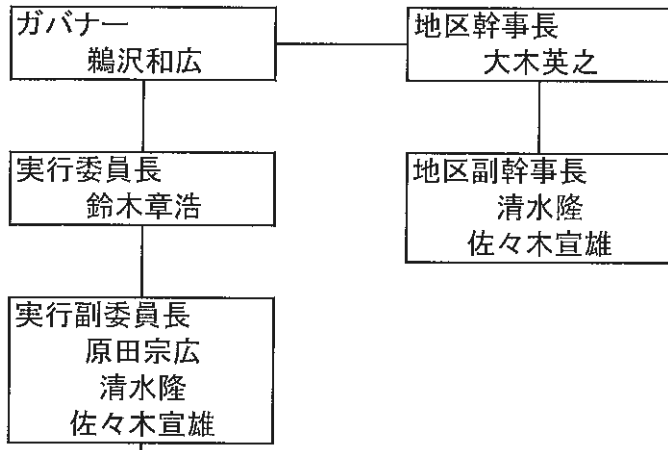 ガバナー
鵜沢和広
地区幹事長
大木英之
実行委員長
鈴木章浩
地区副幹事長
清水隆
佐々木宣雄
実行副委員長
原田宗広
清水隆
佐々木宣雄